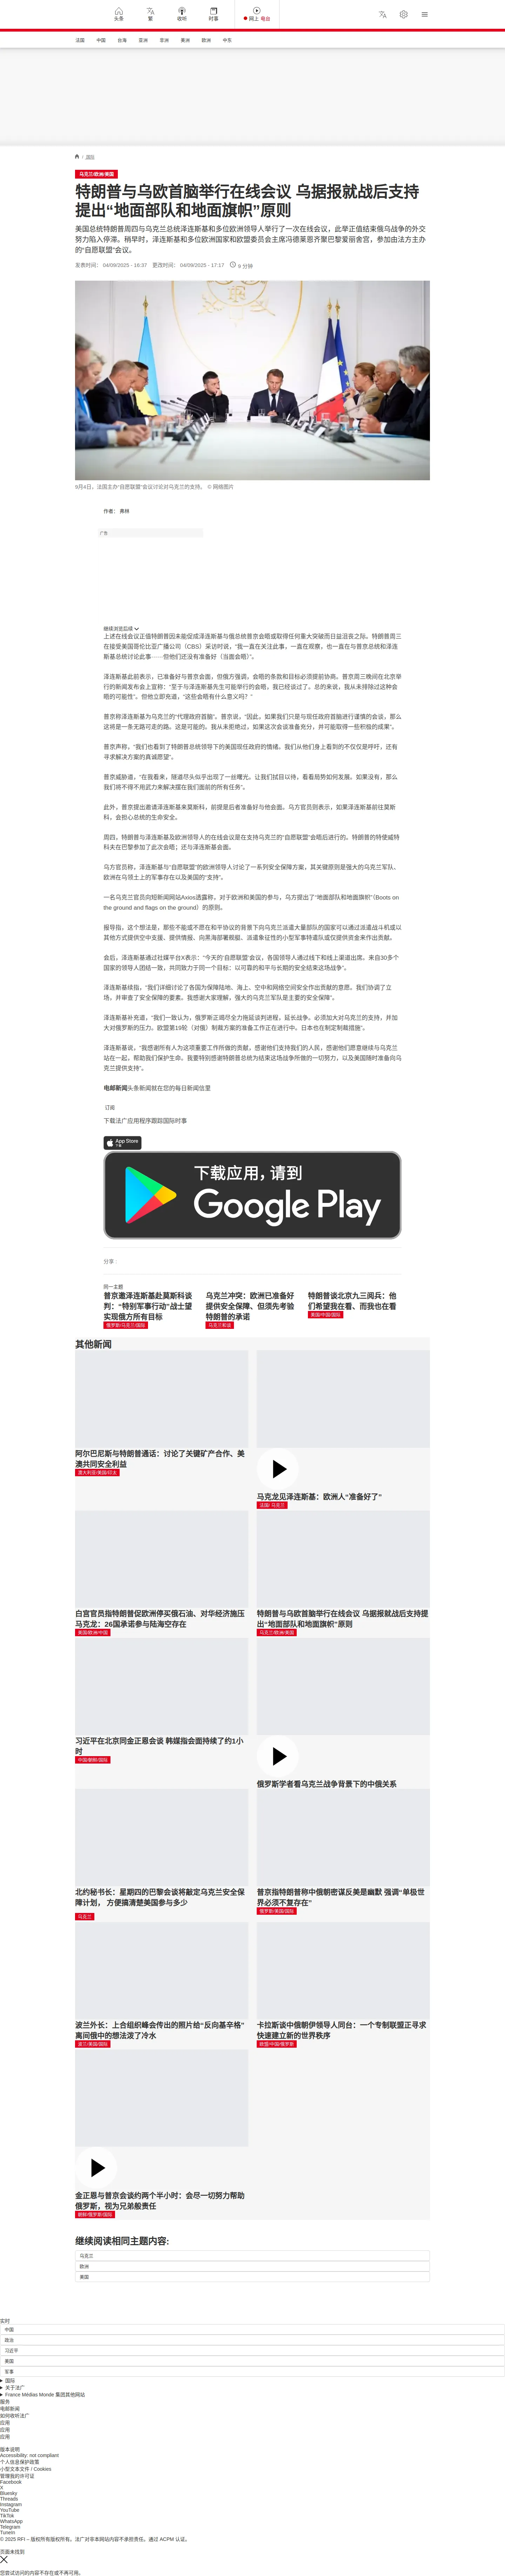 头条
繁
收听
时事
网上 电台
法国
中国
台海
亚洲
非洲
美洲
欧洲
中东
国际
乌克兰/欧洲/美国
特朗普与乌欧首脑举行在线会议 乌据报就战后支持
提出“地面部队和地面旗帜”原则
美国总统特朗普周四与乌克兰总统泽连斯基和多位欧洲领导人举行了一次在线会议，此举正值结束俄乌战争的外交
努力陷入停滞。稍早时，泽连斯基和多位欧洲国家和欧盟委员会主席冯德莱恩齐聚巴黎爱丽舍宫，参加由法方主办
的“自愿联盟”会议。
发表时间： 04/09/2025 - 16:37 更改时间： 04/09/2025 - 17:17 9 分钟
9月4日，法国主办“自愿联盟”会议讨论对乌克兰的支持。 © 网络图片
作者： 弗林
广告
继续浏览后续
上述在线会议正值特朗普因未能促成泽连斯基与俄总统普京会晤或取得任何重大突破而日益沮丧之际。特朗普周三
在接受美国哥伦比亚广播公司（CBS）采访时说，“我一直在关注此事，一直在观察，也一直在与普京总统和泽连
斯基总统讨论此事……但他们还没有准备好（当面会晤）”。
泽连斯基此前表示，已准备好与普京会面，但俄方强调，会晤的条款和目标必须提前协商。普京周三晚间在北京举
行的新闻发布会上宣称：“至于与泽连斯基先生可能举行的会晤，我已经谈过了。总的来说，我从未排除过这种会
晤的可能性”。但他立即充道，“这些会晤有什么意义吗？”
普京称泽连斯基为乌克兰的“代理政府首脑”。普京说，“因此，如果我们只是与现任政府首脑进行谨慎的会谈，那么
这将是一条无路可走的路。这是可能的。我从未拒绝过，如果这次会谈准备充分，并可能取得一些积极的成果”。
普京声称，“我们也看到了特朗普总统领导下的美国现任政府的情绪。我们从他们身上看到的不仅仅是呼吁，还有
寻求解决方案的真诚愿望”。
普京威胁道，“在我看来，隧道尽头似乎出现了一丝曙光。让我们拭目以待，看看局势如何发展。如果没有，那么
我们将不得不用武力来解决摆在我们面前的所有任务”。
此外，普京提出邀请泽连斯基来莫斯科，前提是后者准备好与他会面。乌方官员则表示，如果泽连斯基前往莫斯
科，会担心总统的生命安全。
周四，特朗普与泽连斯基及欧洲领导人的在线会议是在支持乌克兰的“自愿联盟”会晤后进行的。特朗普的特使威特
科夫在巴黎参加了此次会晤；还与泽连斯基会面。
乌方官员称，泽连斯基与“自愿联盟”的欧洲领导人讨论了一系列安全保障方案，其关键原则是强大的乌克兰军队、
欧洲在乌领土上的军事存在以及美国的“支持”。
一名乌克兰官员向短新闻网站Axios透露称，对于欧洲和美国的参与，乌方提出了“地面部队和地面旗帜”（Boots on
the ground and flags on the ground）的原则。
报导指，这个想法是，那些不能或不愿在和平协议的背景下向乌克兰派遣大量部队的国家可以通过派遣战斗机或以
其他方式提供空中支援、提供情报、向黑海部署舰艇、派遣象征性的小型军事特遣队或仅提供资金来作出贡献。
会后，泽连斯基通过社媒平台X表示：“今天的‘自愿联盟’会议，各国领导人通过线下和线上渠道出席。来自30多个
国家的领导人团结一致，共同致力于同一个目标：以可靠的和平与长期的安全结束这场战争”。
泽连斯基续指，“我们详细讨论了各国为保障陆地、海上、空中和网络空间安全作出贡献的意愿。我们协调了立
场，并审查了安全保障的要素。我感谢大家理解，强大的乌克兰军队是主要的安全保障”。
泽连斯基补充道，“我们一致认为，俄罗斯正竭尽全力拖延谈判进程，延长战争。必须加大对乌克兰的支持，并加
大对俄罗斯的压力。欧盟第19轮（对俄）制裁方案的准备工作正在进行中。日本也在制定制裁措施”。
泽连斯基说，“我感谢所有人为这项重要工作所做的贡献，感谢他们支持我们的人民，感谢他们愿意继续与乌克兰
站在一起，帮助我们保护生命。我要特别感谢特朗普总统为结束这场战争所做的一切努力，以及美国随时准备向乌
克兰提供支持”。
电邮新闻头条新闻就在您的每日新闻信里
订阅
下载法广应用程序跟踪国际时事
App Store
下载
下载应用，请到
Google Play
分享 :
同一主题
普京邀泽连斯基赴莫斯科谈
判：“特别军事行动”战士望
实现俄方所有目标
俄罗斯/乌克兰/国际
乌克兰冲突：欧洲已准备好
提供安全保障、但须先考验
特朗普的承诺
乌克兰和谈
特朗普谈北京九三阅兵：他
们希望我在看、而我也在看
美国/中国/国际
其他新闻
阿尔巴尼斯与特朗普通话：讨论了关键矿产合作、美
澳共同安全利益
澳大利亚/美国/印太
马克龙见泽连斯基：欧洲人“准备好了”
法国/ 乌克兰
白宫官员指特朗普促欧洲停买俄石油、对华经济施压
马克龙：26国承诺参与陆海空存在
美国/欧洲/中国
特朗普与乌欧首脑举行在线会议 乌据报就战后支持提
出“地面部队和地面旗帜”原则
乌克兰/欧洲/美国
习近平在北京同金正恩会谈 韩媒指会面持续了约1小
时
中国/朝鲜/国际
俄罗斯学者看乌克兰战争背景下的中俄关系
北约秘书长：星期四的巴黎会谈将敲定乌克兰安全保
障计划， 方便搞清楚美国参与多少
乌克兰
普京指特朗普称中俄朝密谋反美是幽默 强调“单极世
界必须不复存在”
俄罗斯/美国/国际
波兰外长：上合组织峰会传出的照片给“反向基辛格”
离间俄中的想法泼了冷水
波兰/美国/国际
卡拉斯谈中俄朝伊领导人同台：一个专制联盟正寻求
快速建立新的世界秩序
欧盟/中国/俄罗斯
金正恩与普京会谈约两个半小时：会尽一切努力帮助
俄罗斯，视为兄弟般责任
朝鲜/俄罗斯/国际
继续阅读相同主题内容:
乌克兰
欧洲
美国
实时
中国
政治
习近平
美国
军事
国际
关于法广
France Médias Monde 集团其他网站
服务
电邮新闻
如何收听法广
应用
应用
应用
版本说明
Accessibility: not compliant
个人信息保护政策
小型文本文件 / Cookies
管理我的许可证
Facebook
X
Bluesky
Threads
Instagram
YouTube
TikTok
WhatsApp
Telegram
TuneIn
© 2025 RFI – 版权所有版权所有。法广对非本网站内容不承担责任。通过 ACPM 认证。
页面未找到
您尝试访问的内容不存在或不再可用。